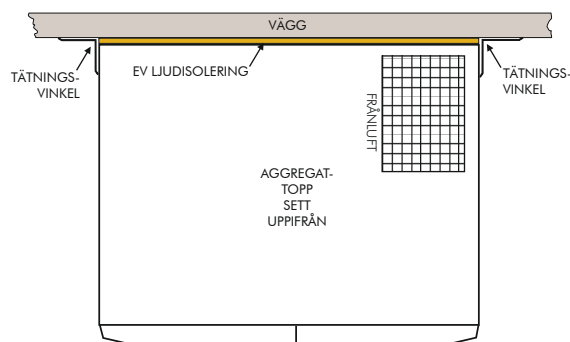 VÄGG
TÄTNINGS-
VINKEL
EV LJUDISOLERING
TÄTNINGS-
VINKEL
FRÅNLUFT
AGGREGAT-
TOPP
SETT
UPPIFRÅN